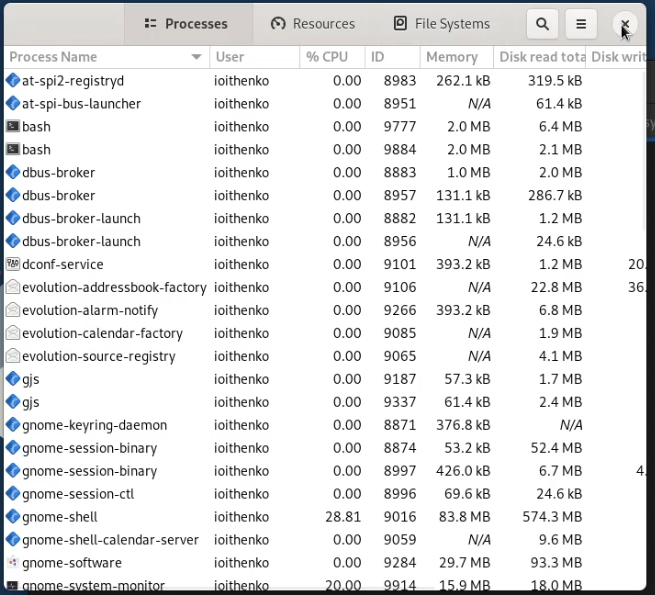 Processes Resources File Systems
Process Name User % CPU ID Memory Disk read tota Disk writ
at-spi2-registryd ioithenko 0.00 8983 262.1 kB 319.5 kB
at-spi-bus-launcher ioithenko 0.00 8951 N/A 61.4 kB
bash ioithenko 0.00 9777 2.0 MB 6.4 MB
bash ioithenko 0.00 9884 2.0 MB 2.1 MB
dbus-broker ioithenko 0.00 8883 1.0 MB 2.0 MB
dbus-broker ioithenko 0.00 8957 131.1 kB 286.7 kB
dbus-broker-launch ioithenko 0.00 8882 131.1 kB 1.2 MB
dbus-broker-launch ioithenko 0.00 8956 N/A 24.6 kB
dconf-service ioithenko 0.00 9101 393.2 kB 1.2 MB 20.
evolution-addressbook-factory ioithenko 0.00 9106 N/A 22.8 MB 36.
evolution-alarm-notify ioithenko 0.00 9266 393.2 kB 6.8 MB
evolution-calendar-factory ioithenko 0.00 9085 N/A 1.9 MB
evolution-source-registry ioithenko 0.00 9065 N/A 4.1 MB
gjs ioithenko 0.00 9187 57.3 kB 1.7 MB
gjs ioithenko 0.00 9337 61.4 kB 2.4 MB
gnome-keyring-daemon ioithenko 0.00 8871 376.8 kB N/A
gnome-session-binary ioithenko 0.00 8874 53.2 kB 52.4 MB
gnome-session-binary ioithenko 0.00 8997 426.0 kB 6.7 MB 4.
gnome-session-ctl ioithenko 0.00 8996 69.6 kB 24.6 kB
gnome-shell ioithenko 28.81 9016 83.8 MB 574.3 MB
gnome-shell-calendar-server ioithenko 0.00 9059 N/A 9.6 MB
gnome-software ioithenko 0.00 9284 29.7 MB 93.3 MB
gnome-system-monitor ioithenko 20.00 9914 15.9 MB 18.0 MB